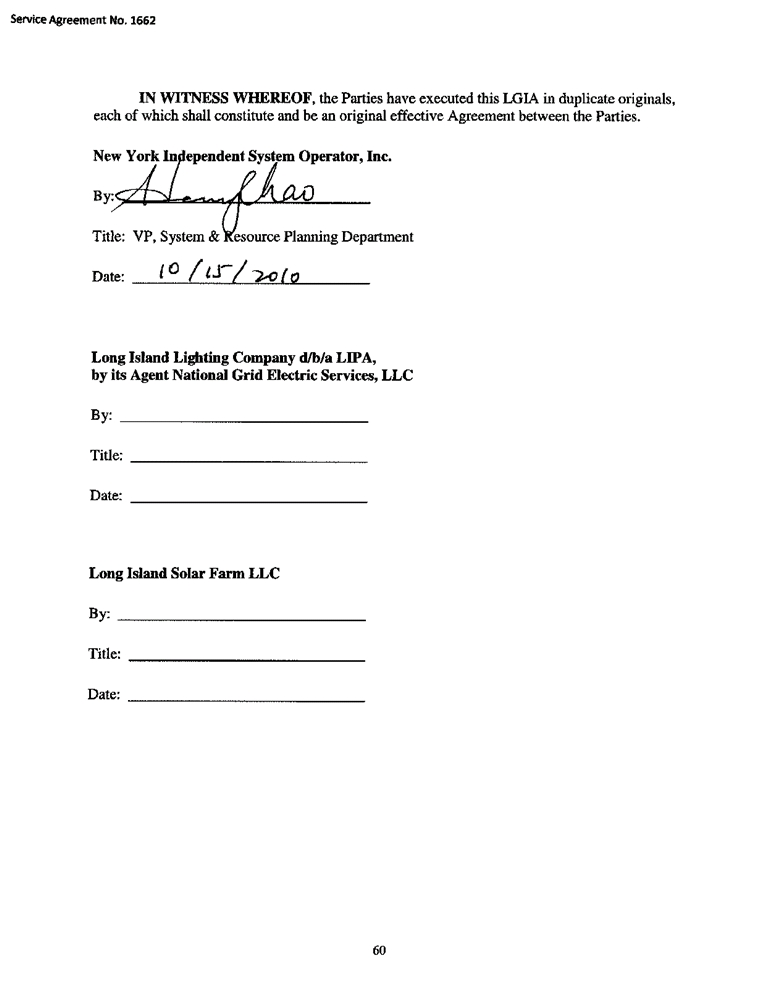 Service Agreement No. 1662
IN WITNESS WHEREOF, the Parties have executed this LGIA in duplicate originals,
each of which shall constitute and be an original effective Agreement between the Parties.
New York Independent System Operator, Inc.
By: Henry Chao
Title: VP, System & Resource Planning Department
Date: 10/15/2010
Long Island Lighting Company d/b/a LIPA,
by its Agent National Grid Electric Services, LLC
By:
Title:
Date:
Long Island Solar Farm LLC
By:
Title:
Date:
60